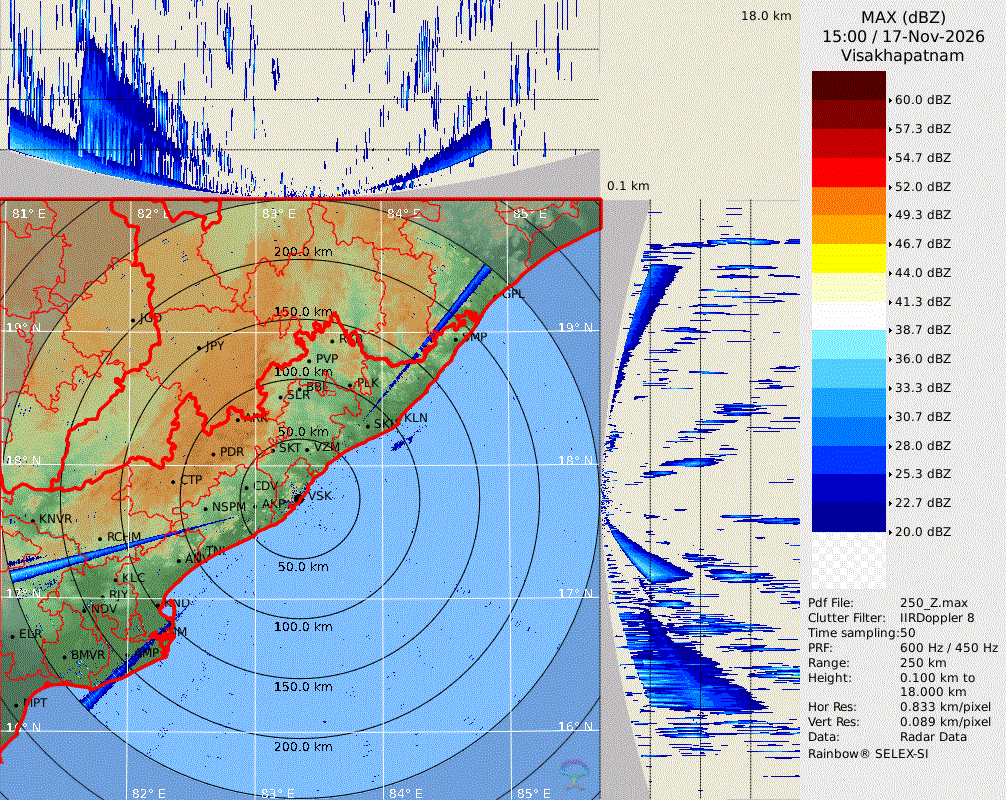 18.0 km
0.1 km
MAX (dBZ)
15:00 / 17-Nov-2026
Visakhapatnam
60.0 dBZ
57.3 dBZ
54.7 dBZ
52.0 dBZ
49.3 dBZ
46.7 dBZ
44.0 dBZ
41.3 dBZ
38.7 dBZ
36.0 dBZ
33.3 dBZ
30.7 dBZ
28.0 dBZ
25.3 dBZ
22.7 dBZ
20.0 dBZ
Pdf File: 250_Z.max
Clutter Filter: IIRDoppler 8
Time sampling:50
PRF: 600 Hz / 450 Hz
Range: 250 km
Height: 0.100 km to
18.000 km
Hor Res: 0.833 km/pixel
Vert Res: 0.089 km/pixel
Data: Radar Data
Rainbow® SELEX-SI
81° E 82° E 83° E 84° E 85° E
200.0 km
GPL
150.0 km
JGD
19° N 19° N
JPY
PVP
100.0 km
PLK
SLR
KLN
50.0 km
SKT VZM
PDR
18° N 18° N
CTP
CDV
VSK
NSPM
AKP
KNVR
RCHM
TNI
50.0 km
KLC
RJY
17° N 17° N
KND
NDV
100.0 km
ELR
BMVR
AMP
150.0 km
MPT
16° N 16° N
200.0 km
82° E 83° E 84° E 85° E